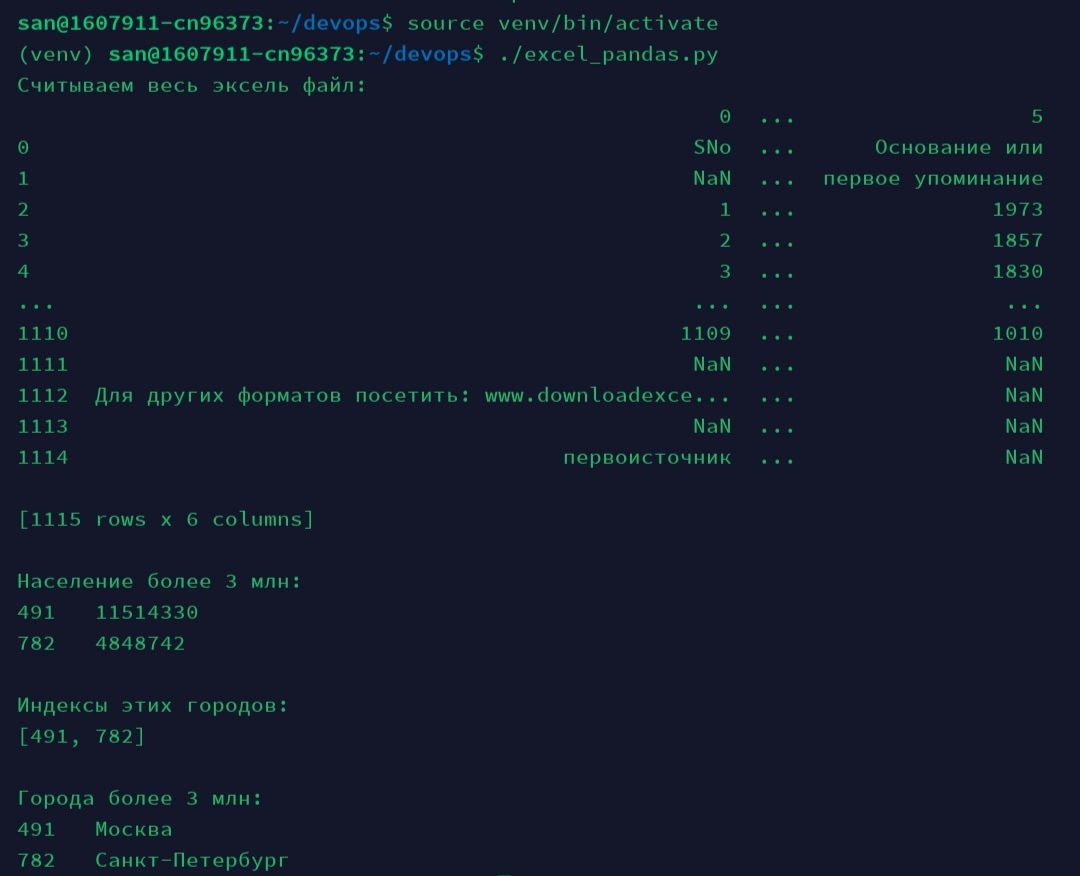 san@1607911-cn96373:~/devops$ source venv/bin/activate
(venv) san@1607911-cn96373:~/devops$ ./excel_pandas.py
Считываем весь эксель файл:
0 ... 5
0 SNo ... Основание или
1 NaN ... первое упоминание
2 1 ... 1973
3 2 ... 1857
4 3 ... 1830
... ... ... ...
1110 1109 ... 1010
1111 NaN ... NaN
1112 Для других форматов посетить: www.downloadexce... ... NaN
1113 NaN ... NaN
1114 первоисточник ... NaN
[1115 rows x 6 columns]
Население более 3 млн:
491 11514330
782 4848742
Индексы этих городов:
[491, 782]
Города более 3 млн:
491 Москва
782 Санкт-Петербург